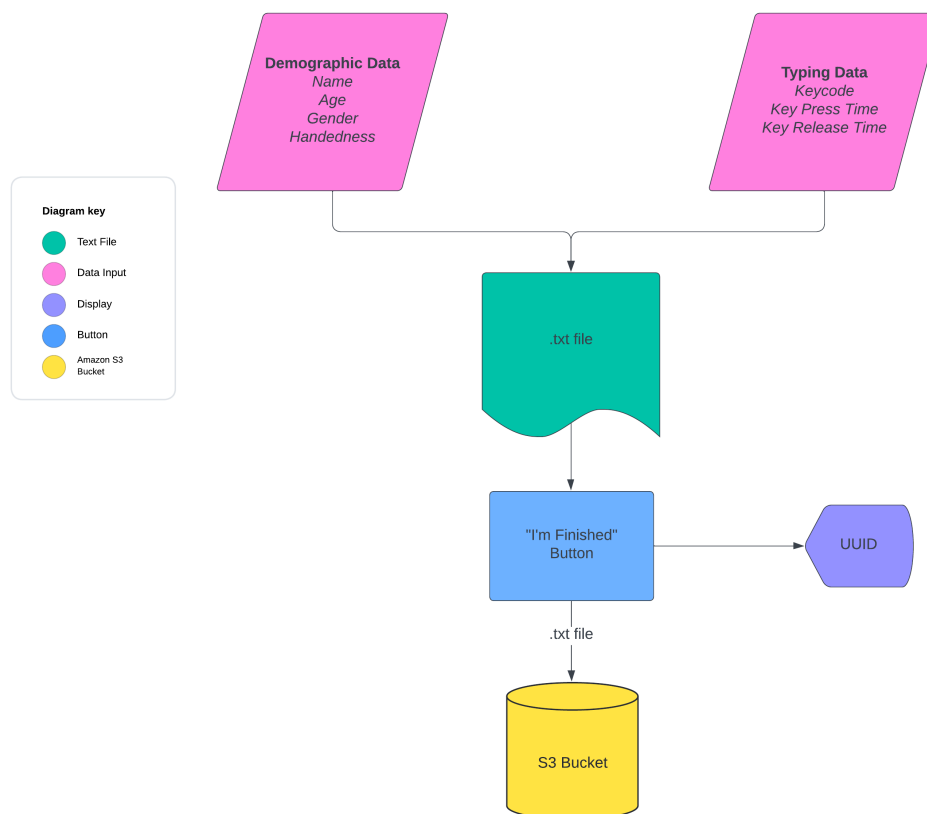 Demographic Data
Name
Age
Gender
Handedness
Typing Data
Keycode
Key Press Time
Key Release Time
Diagram key
Text File
Data Input
Display
Button
Amazon S3
Bucket
.txt file
"I'm Finished"
Button
UUID
.txt file
S3 Bucket